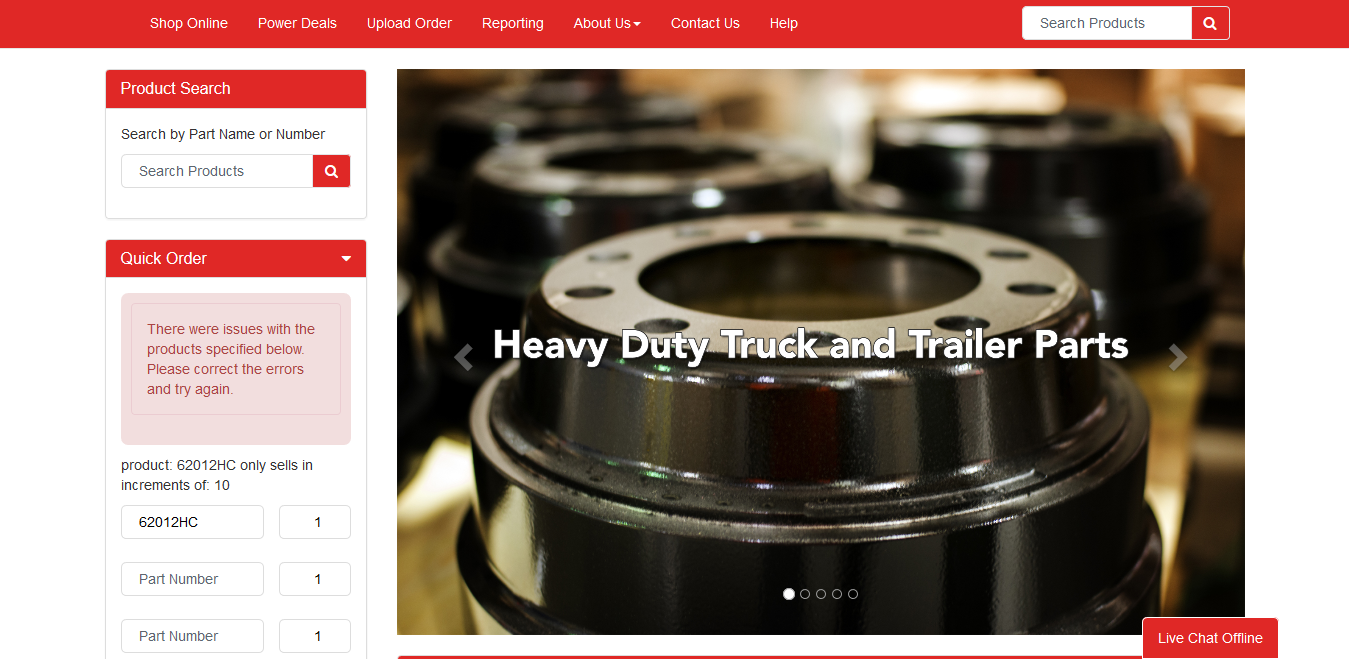 Shop Online Power Deals Upload Order Reporting About Us Contact Us Help Search Products
Product Search
Search by Part Name or Number
Search Products
Quick Order
There were issues with the
products specified below.
Please correct the errors
and try again.
product: 62012HC only sells in
increments of: 10
62012HC 1
Part Number 1
Part Number 1
Heavy Duty Truck and Trailer Parts
Live Chat Offline